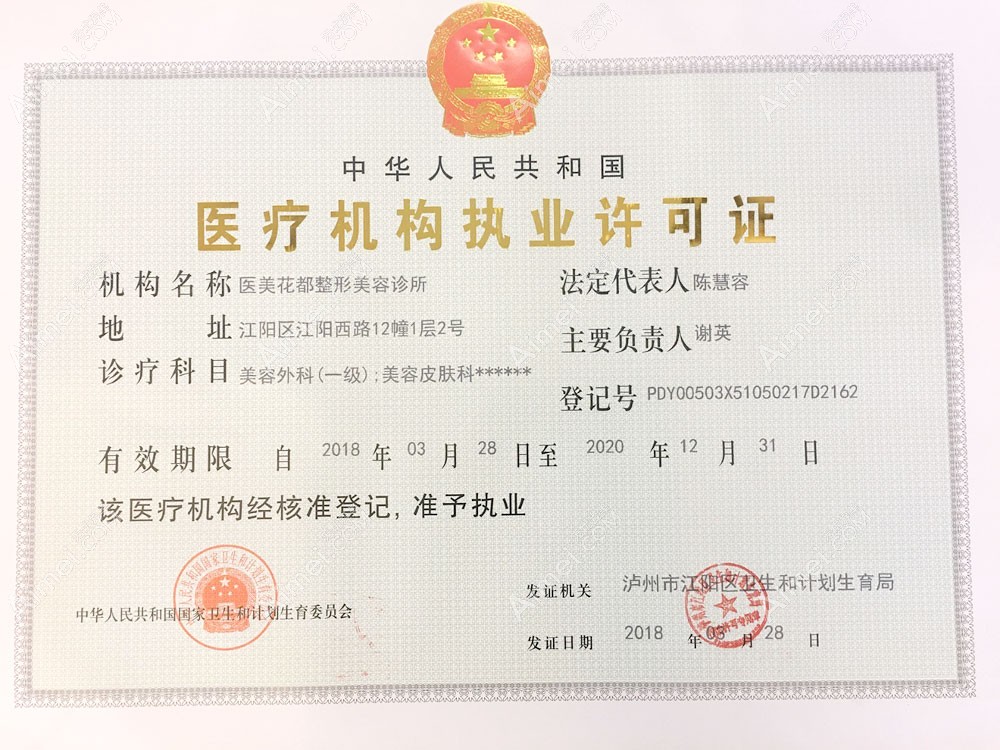 中华人民共和国
医疗机构执业许可证
机构名称 医美花都整形美容诊所
法定代表人 陈慧容
地址 江阳区江阳西路12幢1层2号
主要负责人 谢英
诊疗科目 美容外科(一级);美容皮肤科******
登记号 PDY00503X51050217D2162
有效期限 自 2018 年 03 月 28 日至 2020 年 12 月 31 日
该医疗机构经核准登记, 准予执业
中华人民共和国国家卫生和计划生育委员会
发证机关 泸州市江阳区卫生和计划生育局
发证日期 2018 年 03 月 28 日